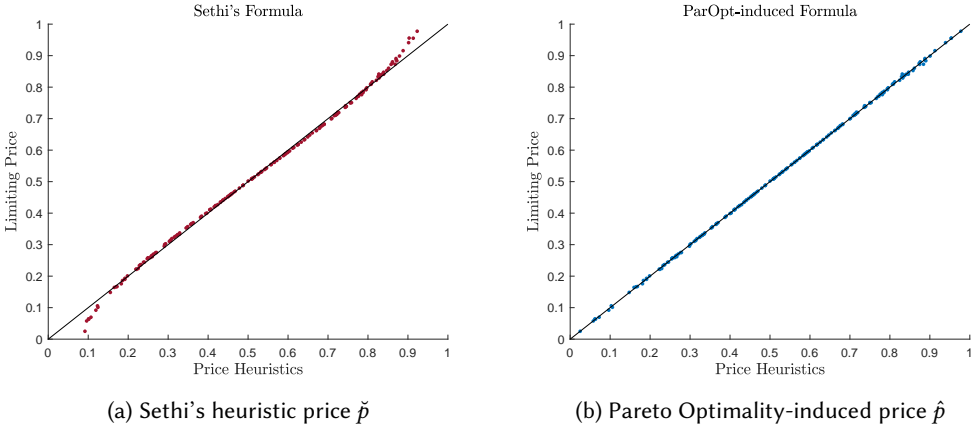 Sethi's Formula
1
0.9
0.8
0.7
0.6
0.5
0.4
0.3
0.2
0.1
0
Limiting Price
0 0.1 0.2 0.3 0.4 0.5 0.6 0.7 0.8 0.9 1
Price Heuristics
(a) Sethi's heuristic price p̆
ParOpt-induced Formula
1
0.9
0.8
0.7
0.6
0.5
0.4
0.3
0.2
0.1
0
Limiting Price
0 0.1 0.2 0.3 0.4 0.5 0.6 0.7 0.8 0.9 1
Price Heuristics
(b) Pareto Optimality-induced price p̂